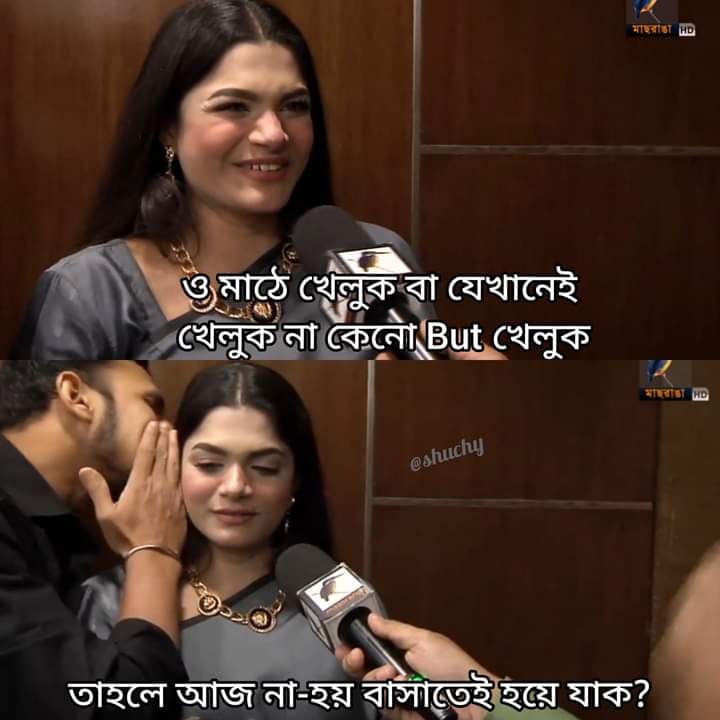 মাছরাঙা HD
ও মাঠে খেলুক বা যেখানেই
খেলুক না কেনো But খেলুক
মাছরাঙা HD
@shuchy
তাহলে আজ না-হয় বাসাতেই হয়ে যাক?